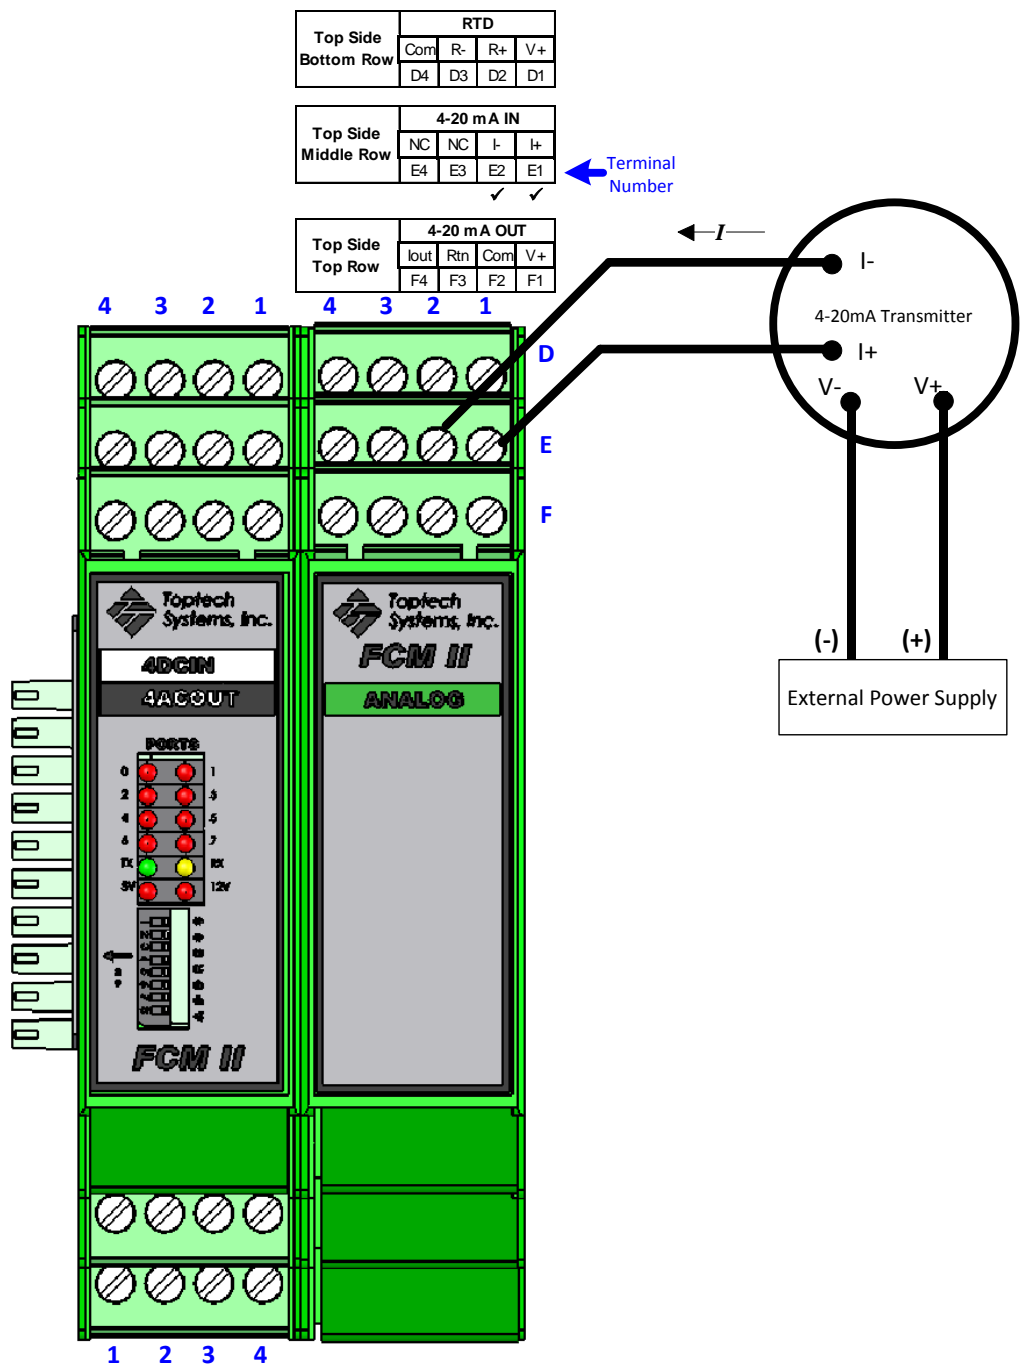 RTD
Top Side
Bottom Row
Com R- R+ V+
D4 D3 D2 D1
4-20 mA IN
Top Side
Middle Row
NC NC I- I+
E4 E3 E2 E1
Terminal
Number
✓ ✓
4-20 mA OUT
Top Side
Top Row
Iout Rtn Com V+
F4 F3 F2 F1
I
I-
4-20mA Transmitter
I+
V- V+
4 3 2 1 4 3 2 1
D
E
F
Toptech
Systems, Inc.
4DCIN
4ACOUT
PORTS
0 1
2 3
4 5
6 7
TX RX
5V 12V
FCM II
Toptech
Systems, Inc.
FCM II
ANALOG
(-) (+)
External Power Supply
1 2 3 4